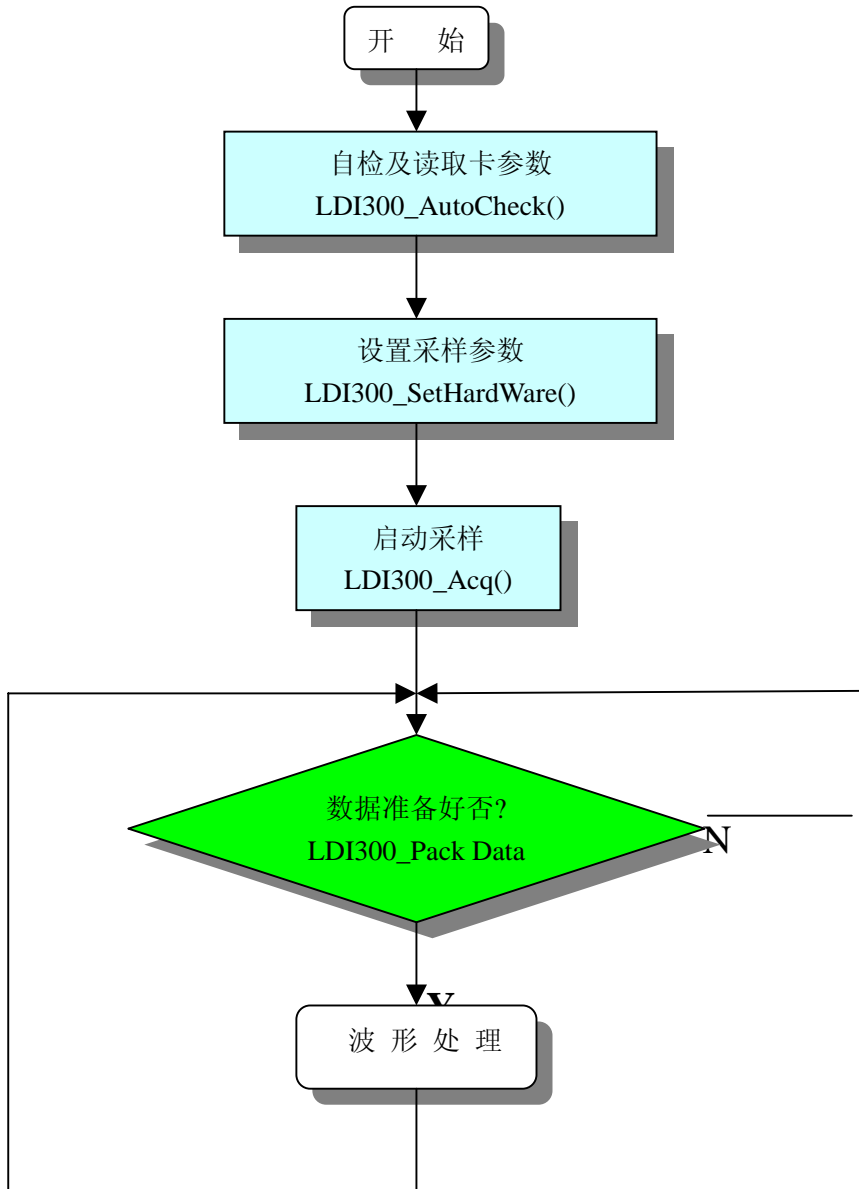 开 始
自检及读取卡参数
LDI300_AutoCheck()
设置采样参数
LDI300_SetHardWare()
启动采样
LDI300_Acq()
数据准备好否?
LDI300_Pack Data
N
Y
波 形 处 理